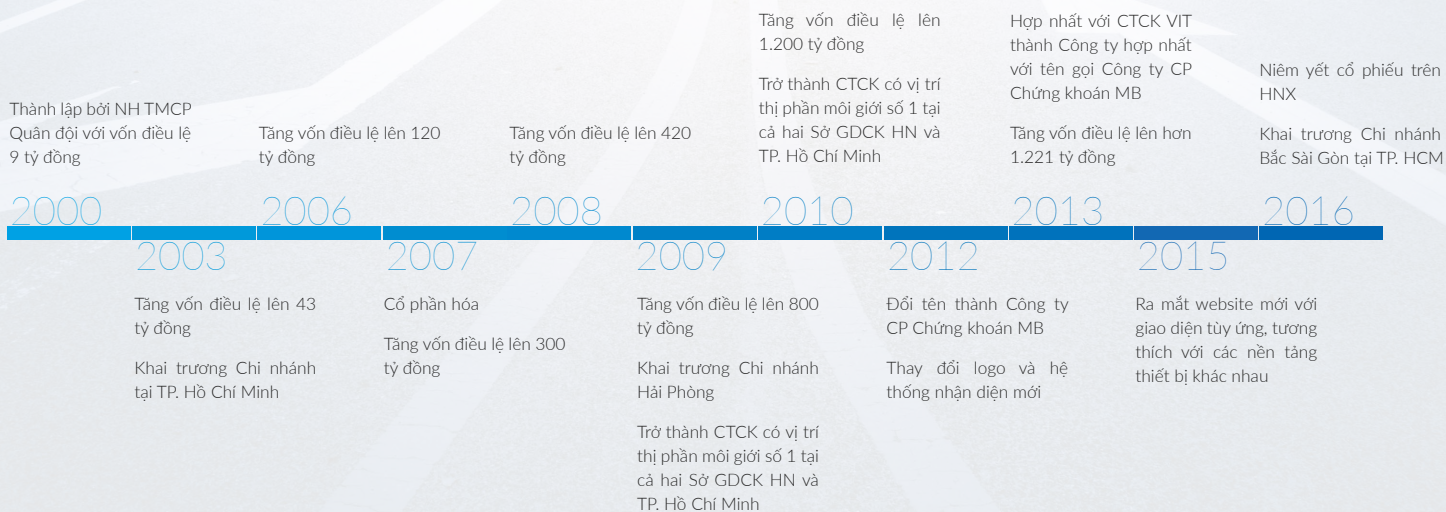 Thành lập bởi NH TMCP
Quân đội với vốn điều lệ
9 tỷ đồng
2000
2003
Tăng vốn điều lệ lên 43
tỷ đồng
Khai trương Chi nhánh
tại TP. Hồ Chí Minh
Tăng vốn điều lệ lên 120
tỷ đồng
2006
2007
Cổ phần hóa
Tăng vốn điều lệ lên 300
tỷ đồng
Tăng vốn điều lệ lên 420
tỷ đồng
2008
2009
Tăng vốn điều lệ lên 800
tỷ đồng
Khai trương Chi nhánh
Hải Phòng
Trở thành CTCK có vị trí
thị phần môi giới số 1 tại
cả hai Sở GDCK HN và
TP. Hồ Chí Minh
Tăng vốn điều lệ lên
1.200 tỷ đồng
Trở thành CTCK có vị trí
thị phần môi giới số 1 tại
cả hai Sở GDCK HN và
TP. Hồ Chí Minh
2010
2012
Đổi tên thành Công ty
CP Chứng khoán MB
Thay đổi logo và hệ
thống nhận diện mới
Hợp nhất với CTCK VIT
thành Công ty hợp nhất
với tên gọi Công ty CP
Chứng khoán MB
Tăng vốn điều lệ lên hơn
1.221 tỷ đồng
2013
2015
Ra mắt website mới với
giao diện tùy ứng, tương
thích với các nền tảng
thiết bị khác nhau
Niêm yết cổ phiếu trên
HNX
Khai trương Chi nhánh
Bắc Sài Gòn tại TP. HCM
2016